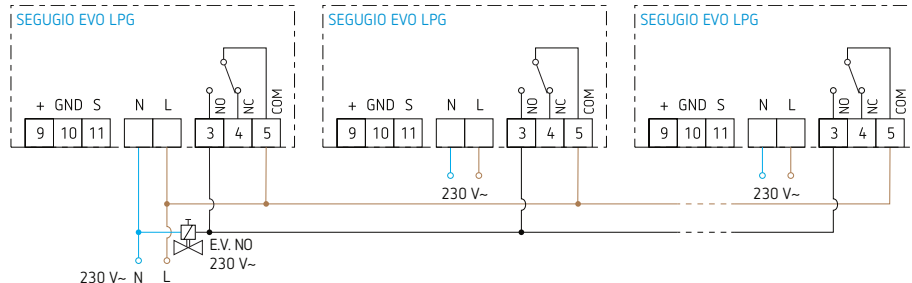 SEGUGIO EVO LPG
SEGUGIO EVO LPG
SEGUGIO EVO LPG
+ GND S N L NO NC COM
9 10 11 3 4 5
+ GND S N L NO NC COM
9 10 11 3 4 5
230 V~
+ GND S N L NO NC COM
9 10 11 3 4 5
230 V~
E.V. NO
230 V~
230 V~ N L